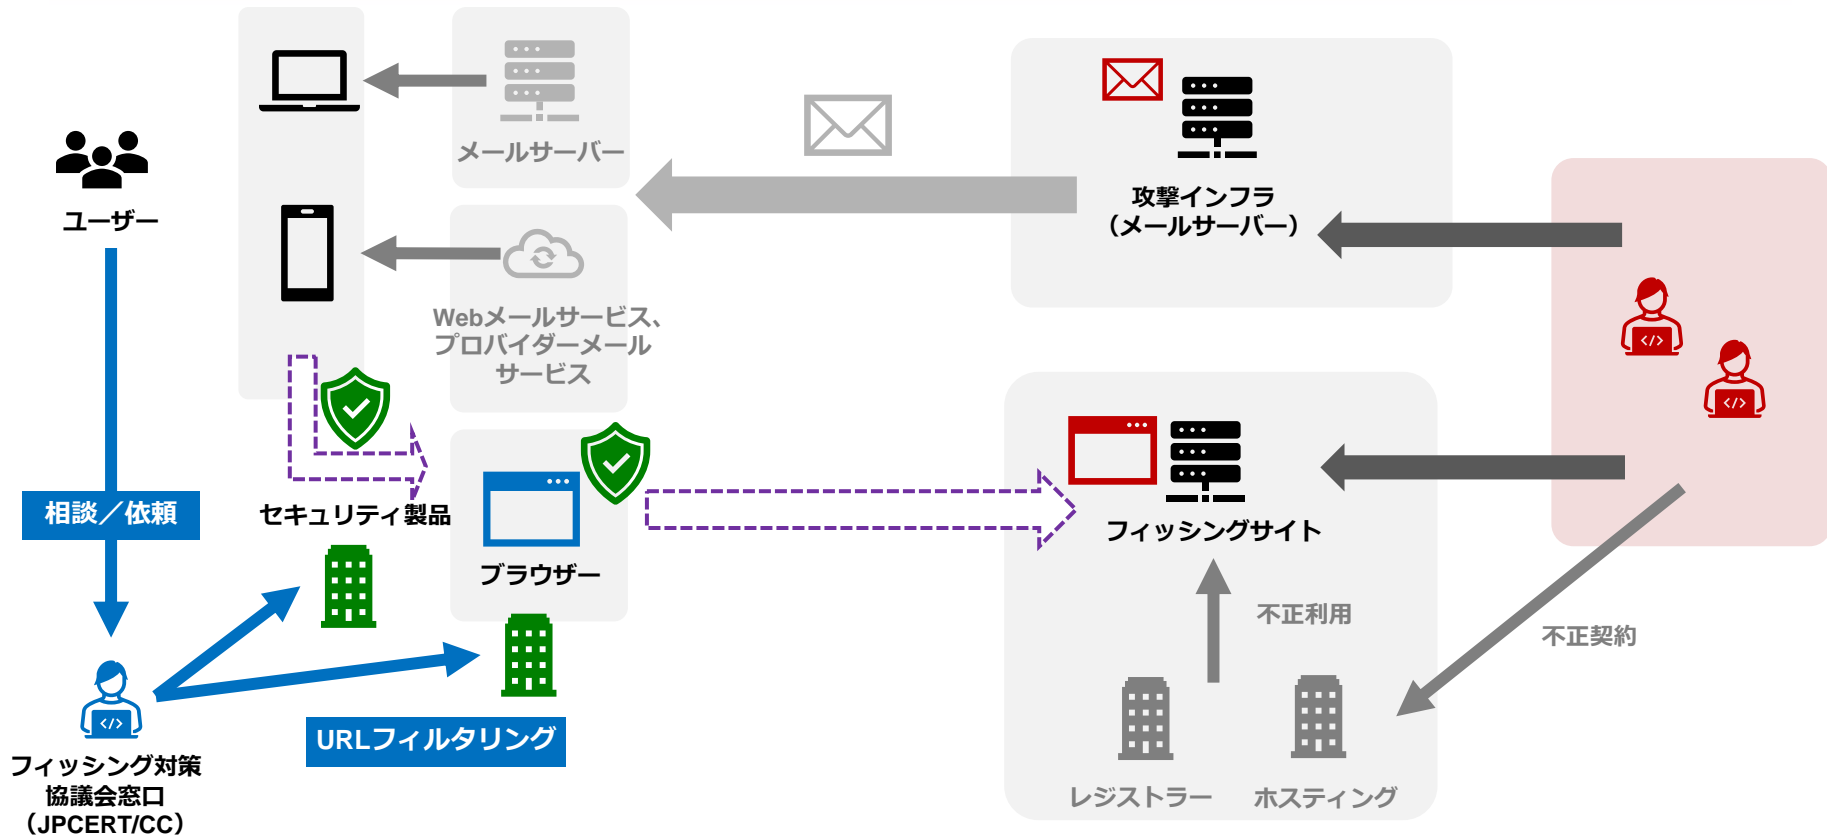 メールサーバー
攻撃インフラ
（メールサーバー）
ユーザー
Webメールサービス、
プロバイダーメール
サービス
相談／依頼
セキュリティ製品
ブラウザー
フィッシングサイト
不正利用
不正契約
URLフィルタリング
フィッシング対策
協議会窓口
（JPCERT/CC）
レジストラー
ホスティング